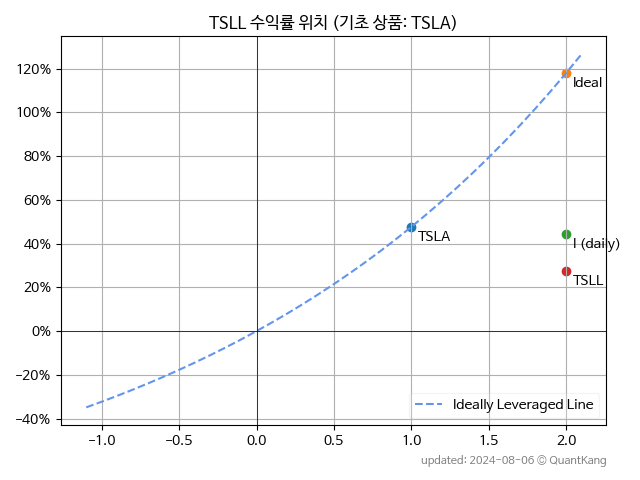 TSLL 수익률 위치 (기초 상품: TSLA)
120%
100%
80%
60%
40%
20%
0%
−20%
−40%
Ideal
TSLA
I (daily)
TSLL
Ideally Leveraged Line
−1.0 −0.5 0.0 0.5 1.0 1.5 2.0
updated: 2024-08-06 © QuantKang